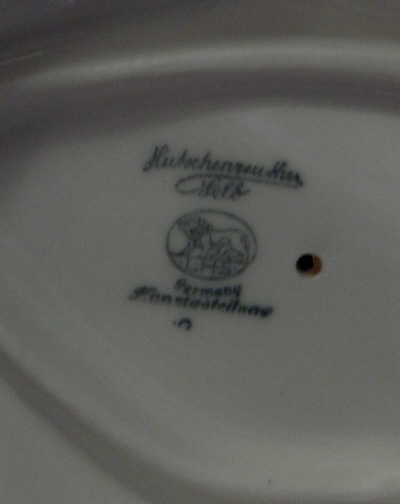 Hutschenreuther
Selb
Germany
Kunstabteilung